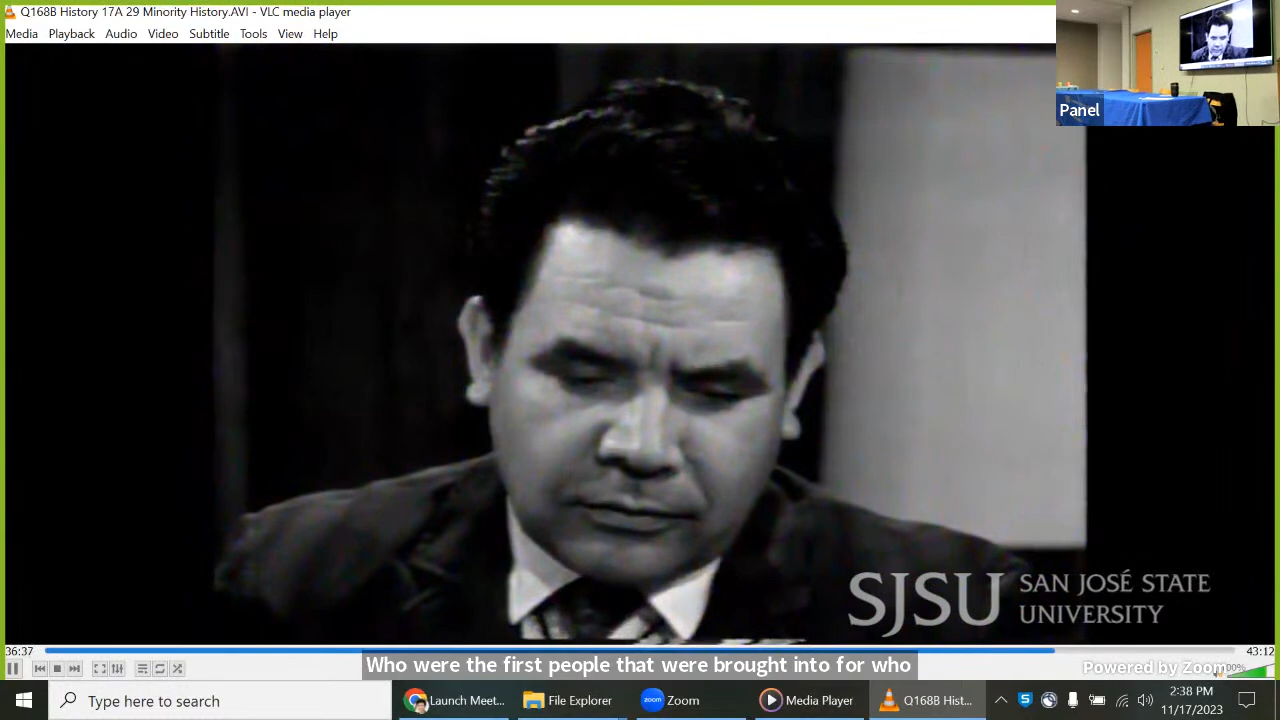 Q168B History 17A 29 Minority History.AVI - VLC media player
Media Playback Audio Video Subtitle Tools View Help
Panel
SJSU SAN JOSÉ STATE
UNIVERSITY
36:37
43:12
Who were the first people that were brought into for who
Powered by Zoom
Type here to search
Launch Meet...
File Explorer
zoom
Zoom
Media Player
Q168B Hist...
S
2:38 PM
11/17/2023